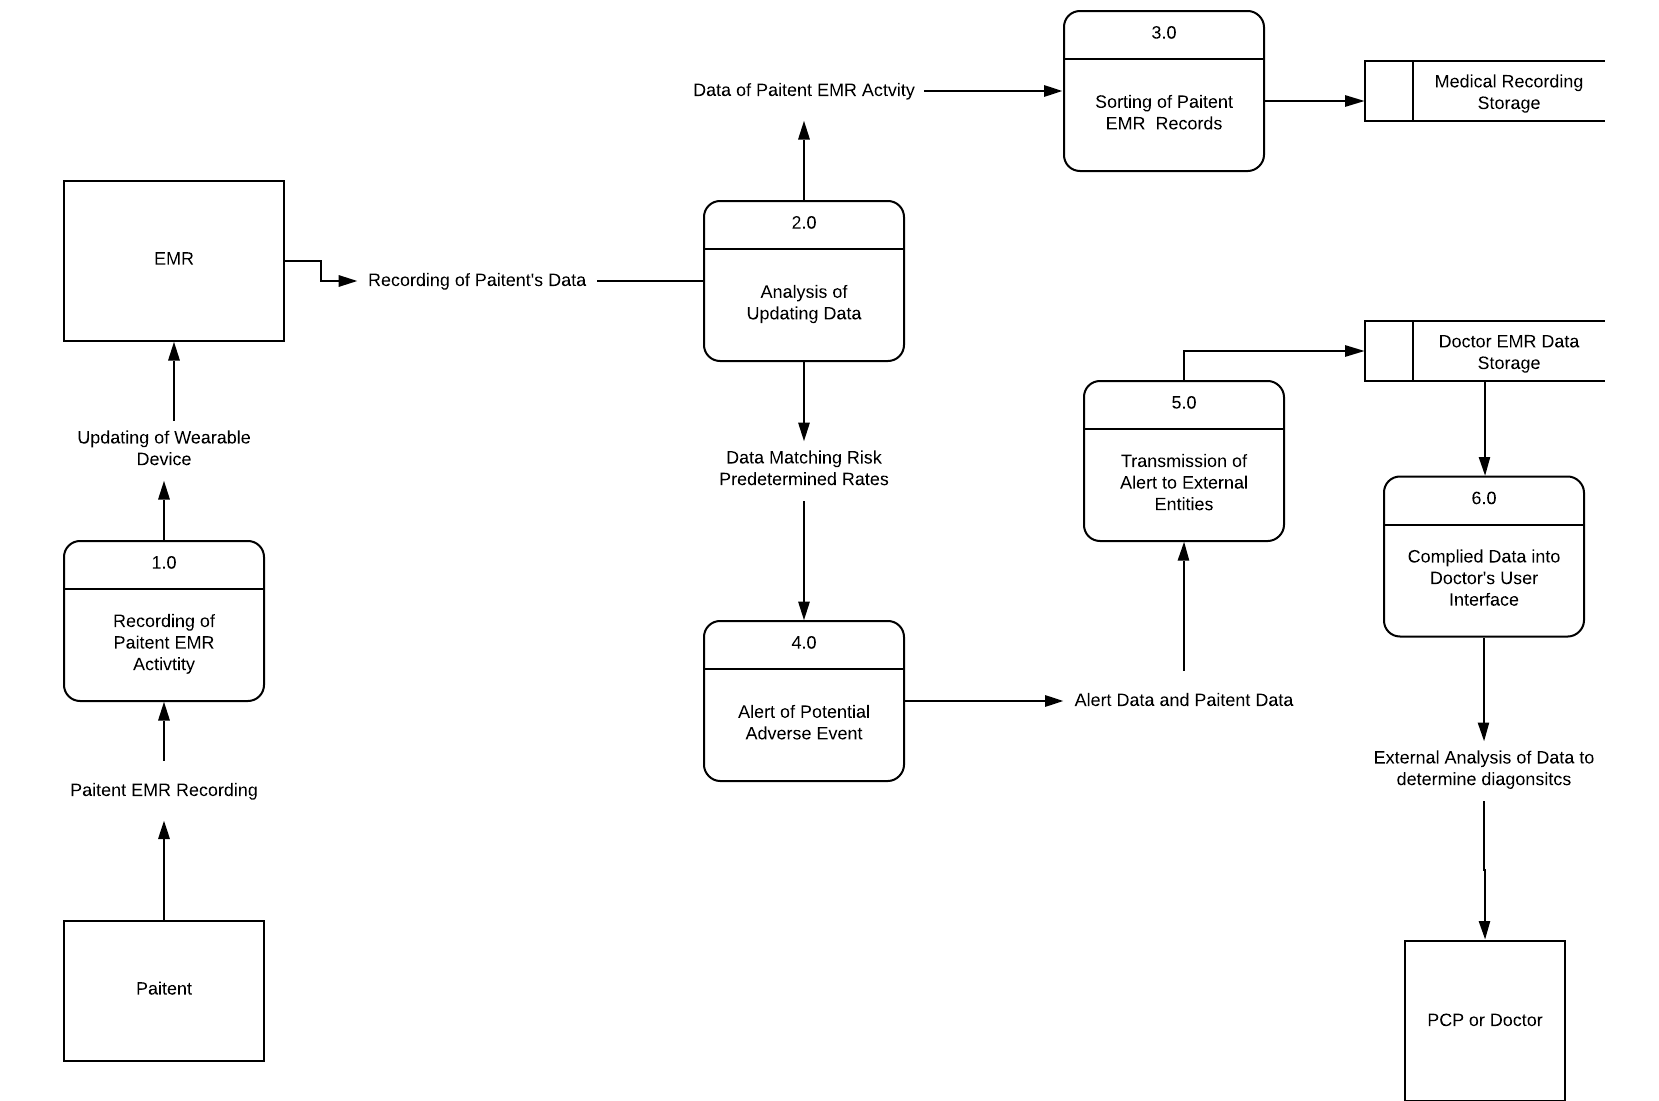 3.0
Sorting of Paitent
EMR  Records
Medical Recording
Storage
Data of Paitent EMR Actvity
2.0
Analysis of
Updating Data
EMR
Recording of Paitent's Data
Doctor EMR Data
Storage
5.0
Transmission of
Alert to External
Entities
Updating of Wearable
Device
Data Matching Risk
Predetermined Rates
6.0
Complied Data into
Doctor's User
Interface
1.0
Recording of
Paitent EMR
Activtity
4.0
Alert of Potential
Adverse Event
Alert Data and Paitent Data
External Analysis of Data to
determine diagonsitcs
Paitent EMR Recording
Paitent
PCP or Doctor